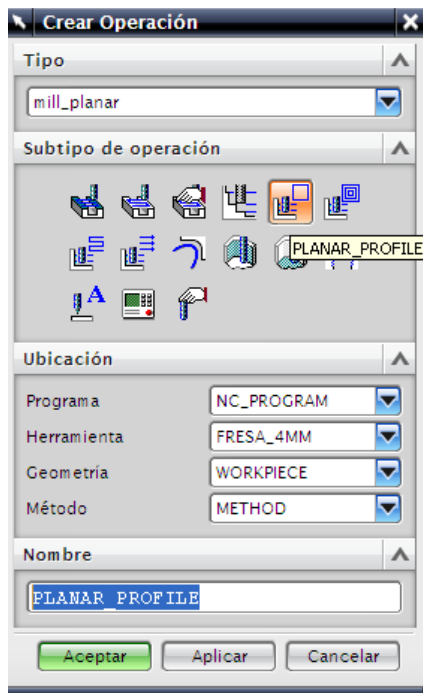 Crear Operación
Tipo
mill_planar
Subtipo de operación
PLANAR_PROFILE
A
Ubicación
Programa NC_PROGRAM
Herramienta FRESA_4MM
Geometría WORKPIECE
Método METHOD
Nombre
PLANAR_PROFILE
Aceptar Aplicar Cancelar